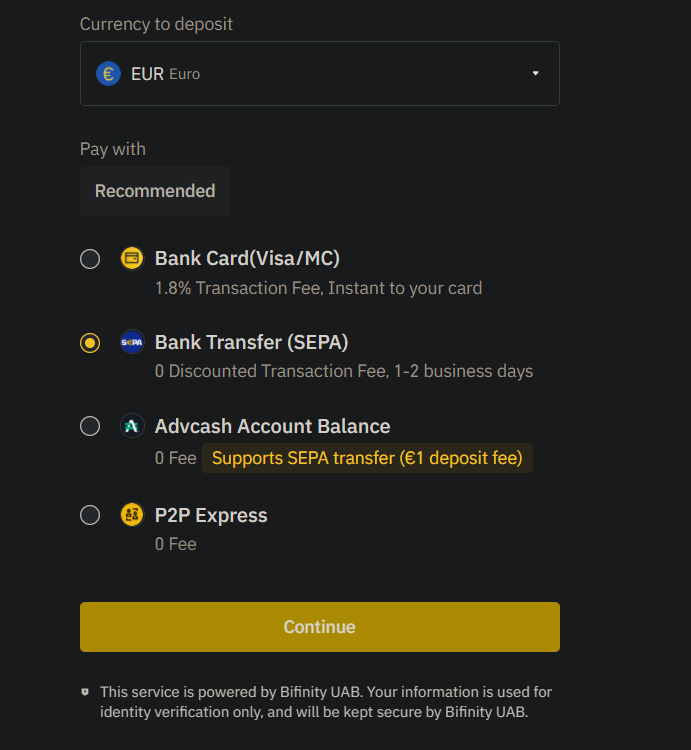 Currency to deposit
€ EUR Euro
Pay with
Recommended
Bank Card(Visa/MC)
1.8% Transaction Fee, Instant to your card
S€PA Bank Transfer (SEPA)
0 Discounted Transaction Fee, 1-2 business days
Advcash Account Balance
0 Fee Supports SEPA transfer (€1 deposit fee)
P2P Express
0 Fee
Continue
This service is powered by Bifinity UAB. Your information is used for
identity verification only, and will be kept secure by Bifinity UAB.